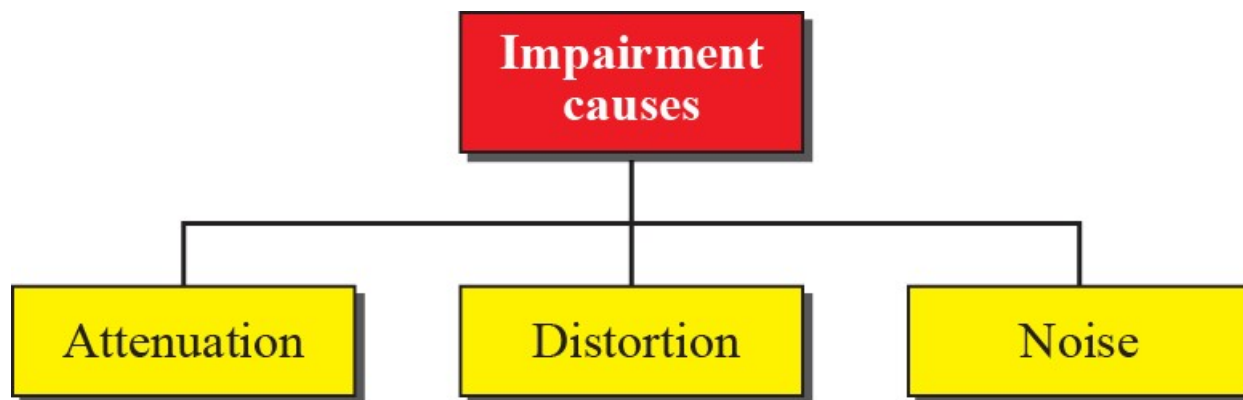 Impairment
causes
Attenuation
Distortion
Noise